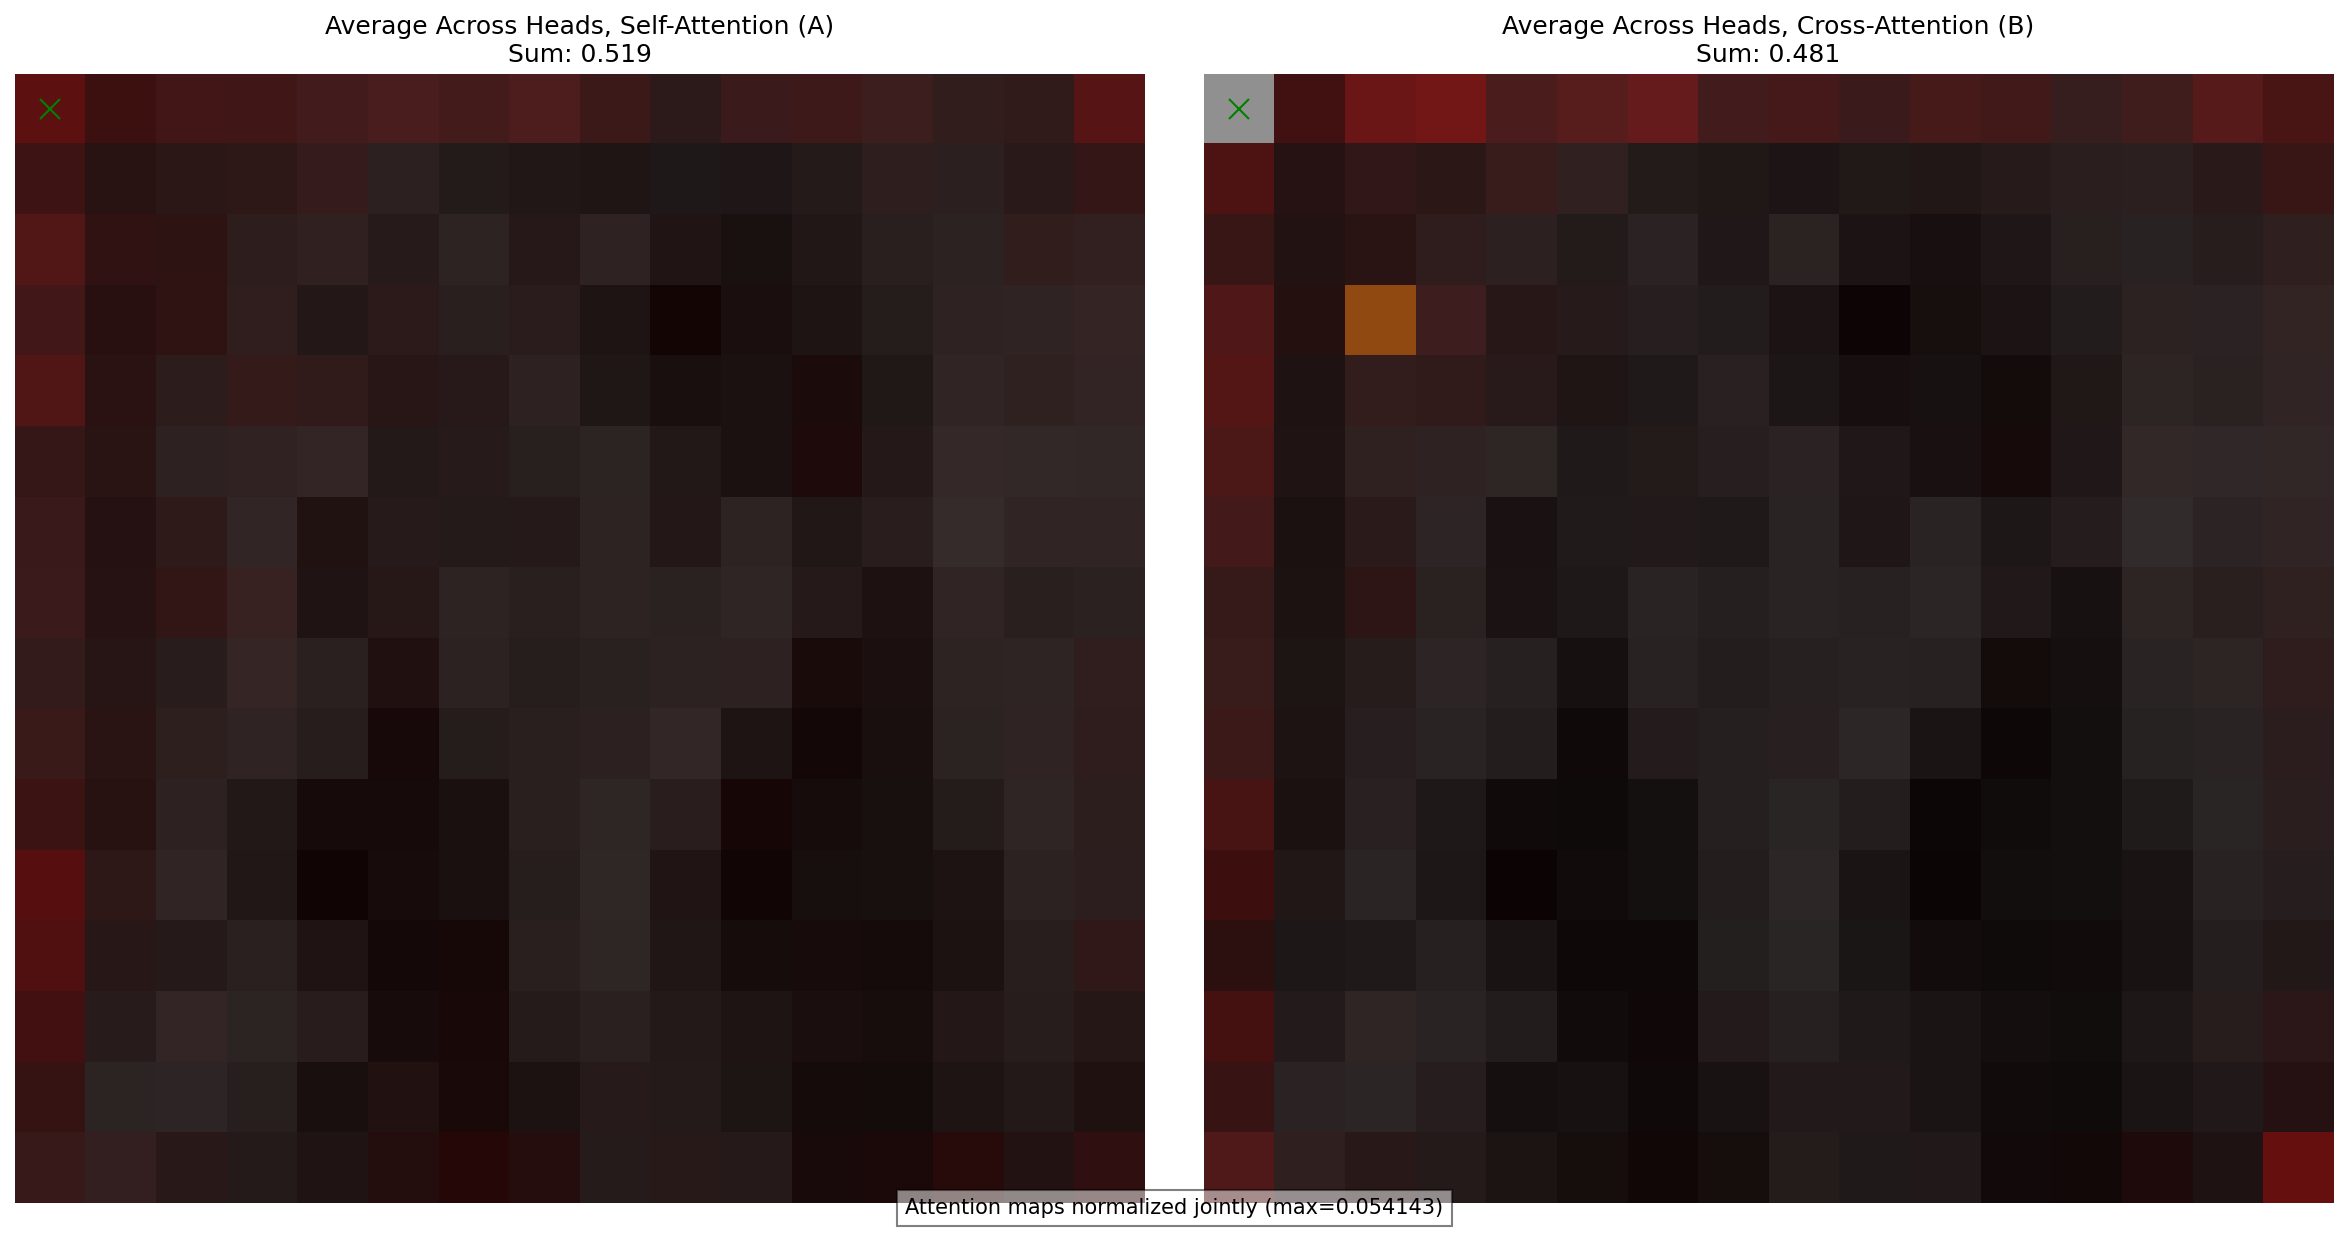 Average Across Heads, Self-Attention (A)
Sum: 0.519
Average Across Heads, Cross-Attention (B)
Sum: 0.481
Attention maps normalized jointly (max=0.054143)